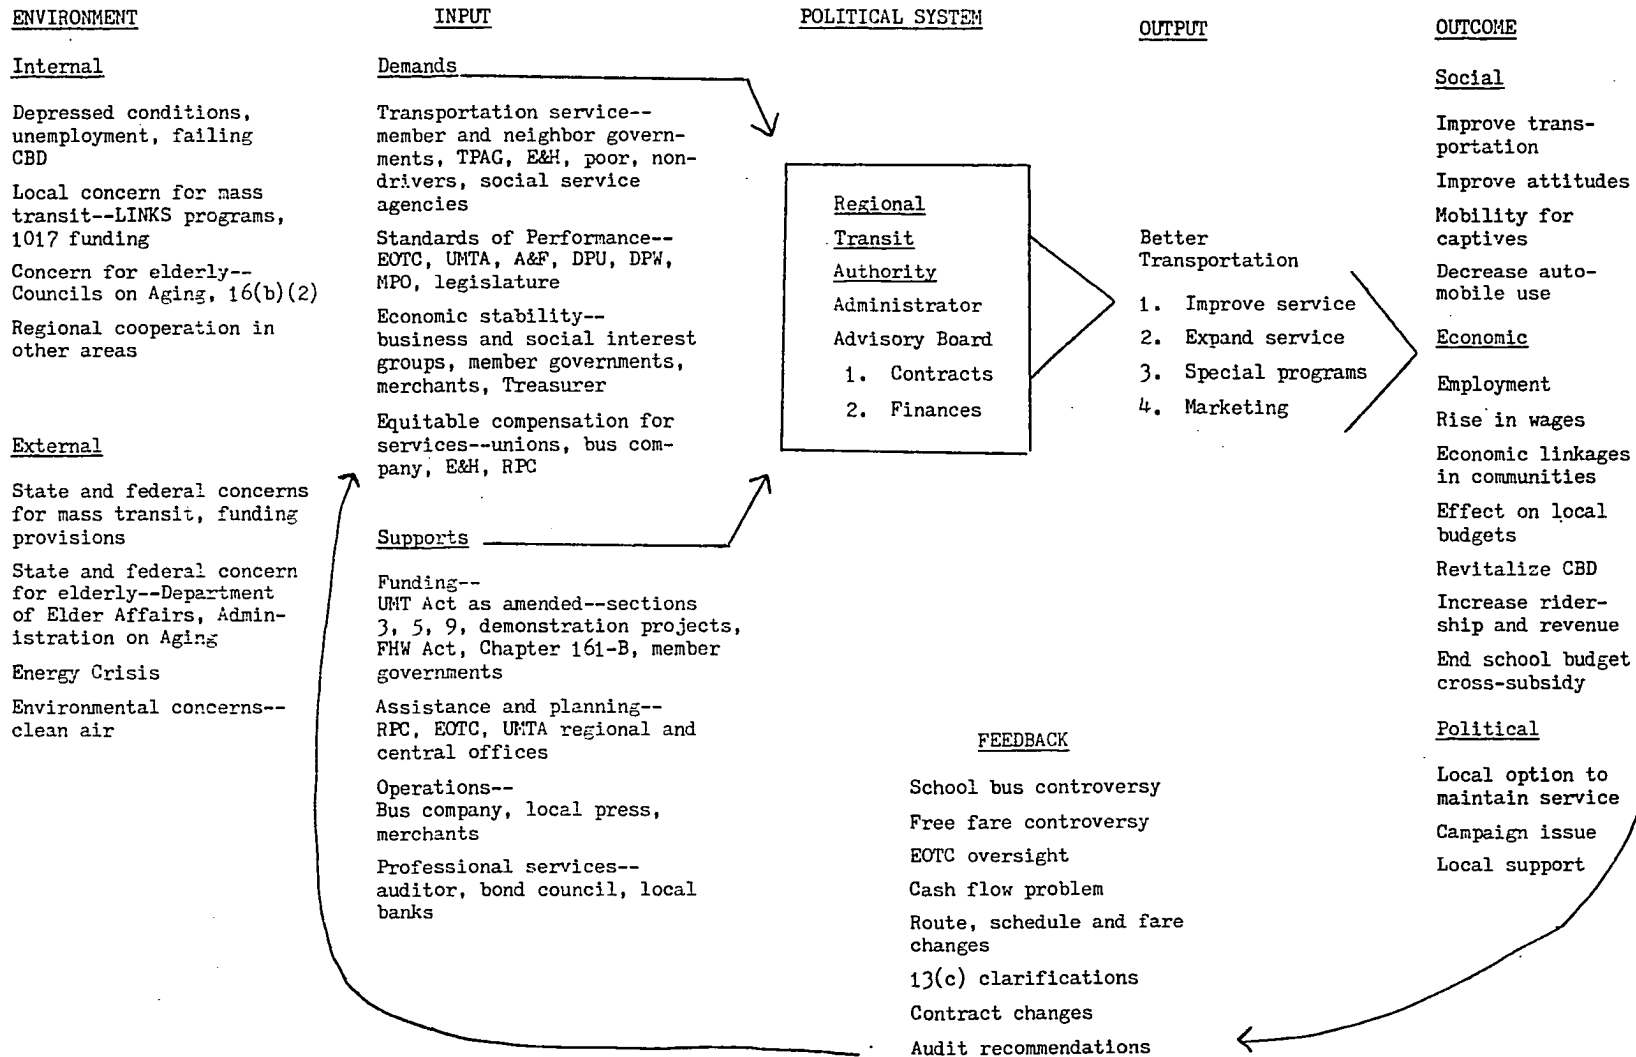 ENVIRONMENT
Internal
Depressed conditions,
unemployment, failing
CBD
Local concern for mass
transit--LINKS programs,
1017 funding
Concern for elderly--
Councils on Aging, 16(b)(2)
Regional cooperation in
other areas
External
State and federal concerns
for mass transit, funding
provisions
State and federal concern
for elderly--Department
of Elder Affairs, Admin-
istration on Aging
Energy Crisis
Environmental concerns--
clean air
INPUT
Demands
Transportation service--
member and neighbor govern-
ments, TPAG, E&H, poor, non-
drivers, social service
agencies
Standards of Performance--
EOTC, UMTA, A&F, DPU, DPW,
MPO, legislature
Economic stability--
business and social interest
groups, member governments,
merchants, Treasurer
Equitable compensation for
services--unions, bus com-
pany, E&H, RPC
Supports
Funding--
UMT Act as amended--sections
3, 5, 9, demonstration projects,
FHW Act, Chapter 161-B, member
governments
Assistance and planning--
RPC, EOTC, UMTA regional and
central offices
Operations--
Bus company, local press,
merchants
Professional services--
auditor, bond council, local
banks
POLITICAL SYSTEM
Regional
Transit
Authority
Administrator
Advisory Board
1. Contracts
2. Finances
OUTPUT
Better
Transportation
1. Improve service
2. Expand service
3. Special programs
4. Marketing
OUTCOME
Social
Improve trans-
portation
Improve attitudes
Mobility for
captives
Decrease auto-
mobile use
Economic
Employment
Rise in wages
Economic linkages
in communities
Effect on local
budgets
Revitalize CBD
Increase rider-
ship and revenue
End school budget
cross-subsidy
Political
Local option to
maintain service
Campaign issue
Local support
FEEDBACK
School bus controversy
Free fare controversy
EOTC oversight
Cash flow problem
Route, schedule and fare
changes
13(c) clarifications
Contract changes
Audit recommendations